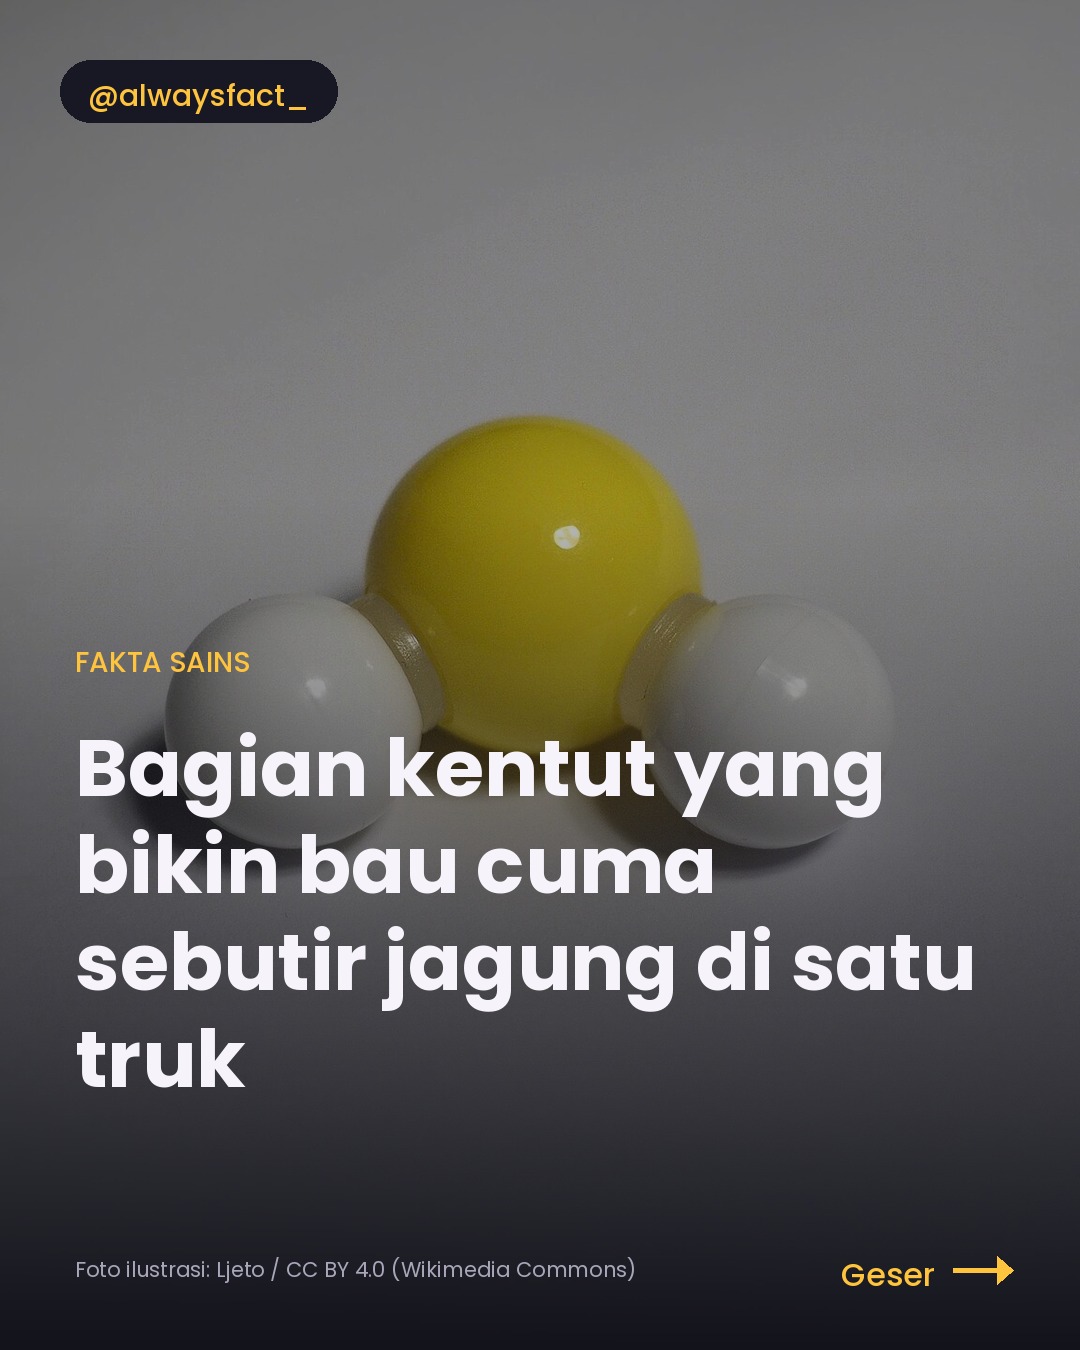 @alwaysfact_
FAKTA SAINS
Bagian kentut yang
bikin bau cuma
sebutir jagung di satu
truk
Foto ilustrasi: Ljeto / CC BY 4.0 (Wikimedia Commons)
Geser